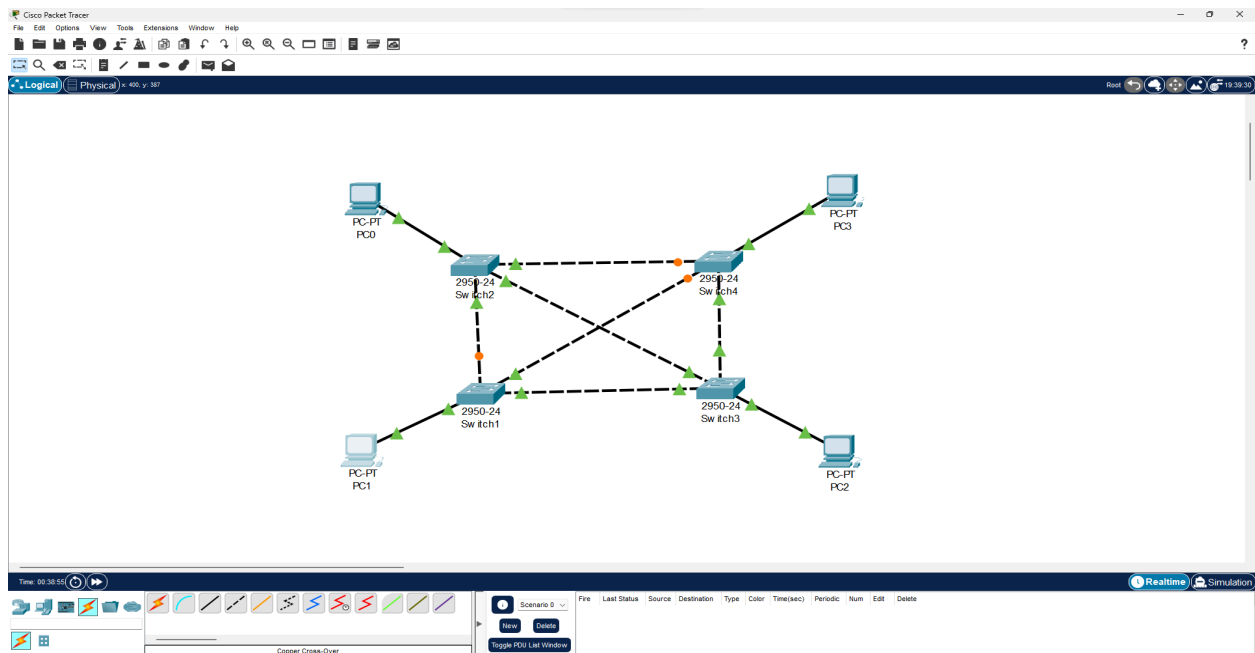 Cisco Packet Tracer
File Edit Options View Tools Extensions Window Help
?
Logical Physical x: 400, y: 387 Root 19:39:30
PC-PT
PC0
PC-PT
PC3
2950-24
Switch2
2950-24
Switch4
2950-24
Switch1
2950-24
Switch3
PC-PT
PC1
PC-PT
PC2
Time: 00:38:55 Realtime Simulation
Scenario 0
New Delete
Toggle PDU List Window
Fire Last Status Source Destination Type Color Time(sec) Periodic Num Edit Delete
Copper Cross-Over